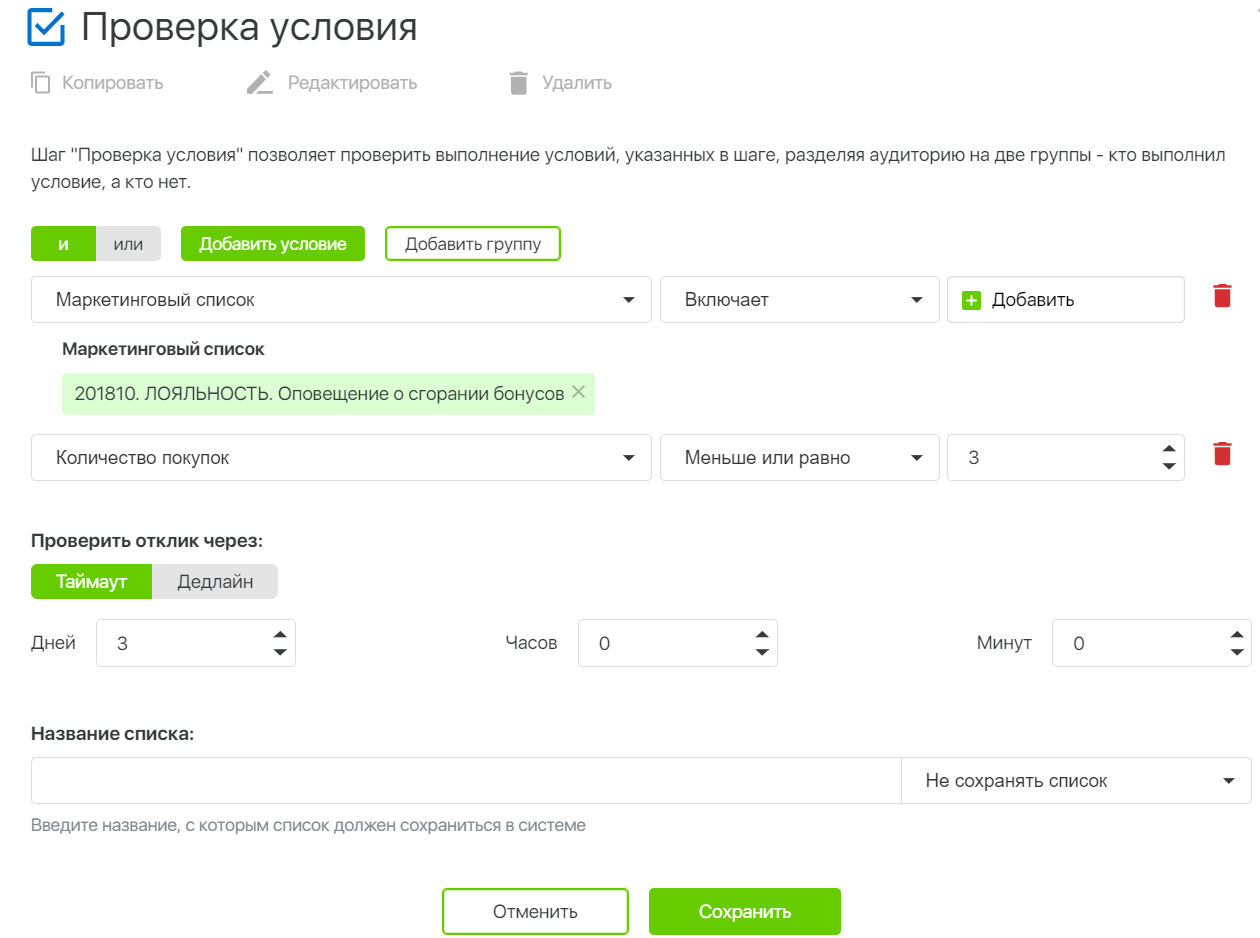 Проверка условия
Копировать Редактировать Удалить
Шаг "Проверка условия" позволяет проверить выполнение условий, указанных в шаге, разделяя аудиторию на две группы - кто выполнил
условие, а кто нет.
и или Добавить условие Добавить группу
Маркетинговый список Включает Добавить
Маркетинговый список
201810. ЛОЯЛЬНОСТЬ. Оповещение о сгорании бонусов
Количество покупок Меньше или равно 3
Проверить отклик через:
Таймаут Дедлайн
Дней 3 Часов 0 Минут 0
Название списка:
Не сохранять список
Введите название, с которым список должен сохраниться в системе
Отменить Сохранить